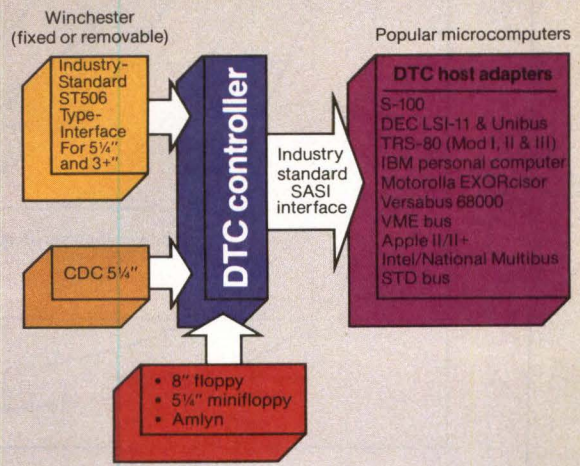 Winchester
(fixed or removable)
Industry-
Standard
ST506
Type-
Interface
For 5¼"
and 3+"
CDC 5¼"
• 8" floppy
• 5¼" minifloppy
• Amlyn
DTC controller
Industry
standard
SASI
interface
Popular microcomputers
DTC host adapters
S-100
DEC LSI-11 & Unibus
TRS-80 (Mod I, II & III)
IBM personal computer
Motorolla EXORcisor
Versabus 68000
VME bus
Apple II/II+
Intel/National Multibus
STD bus